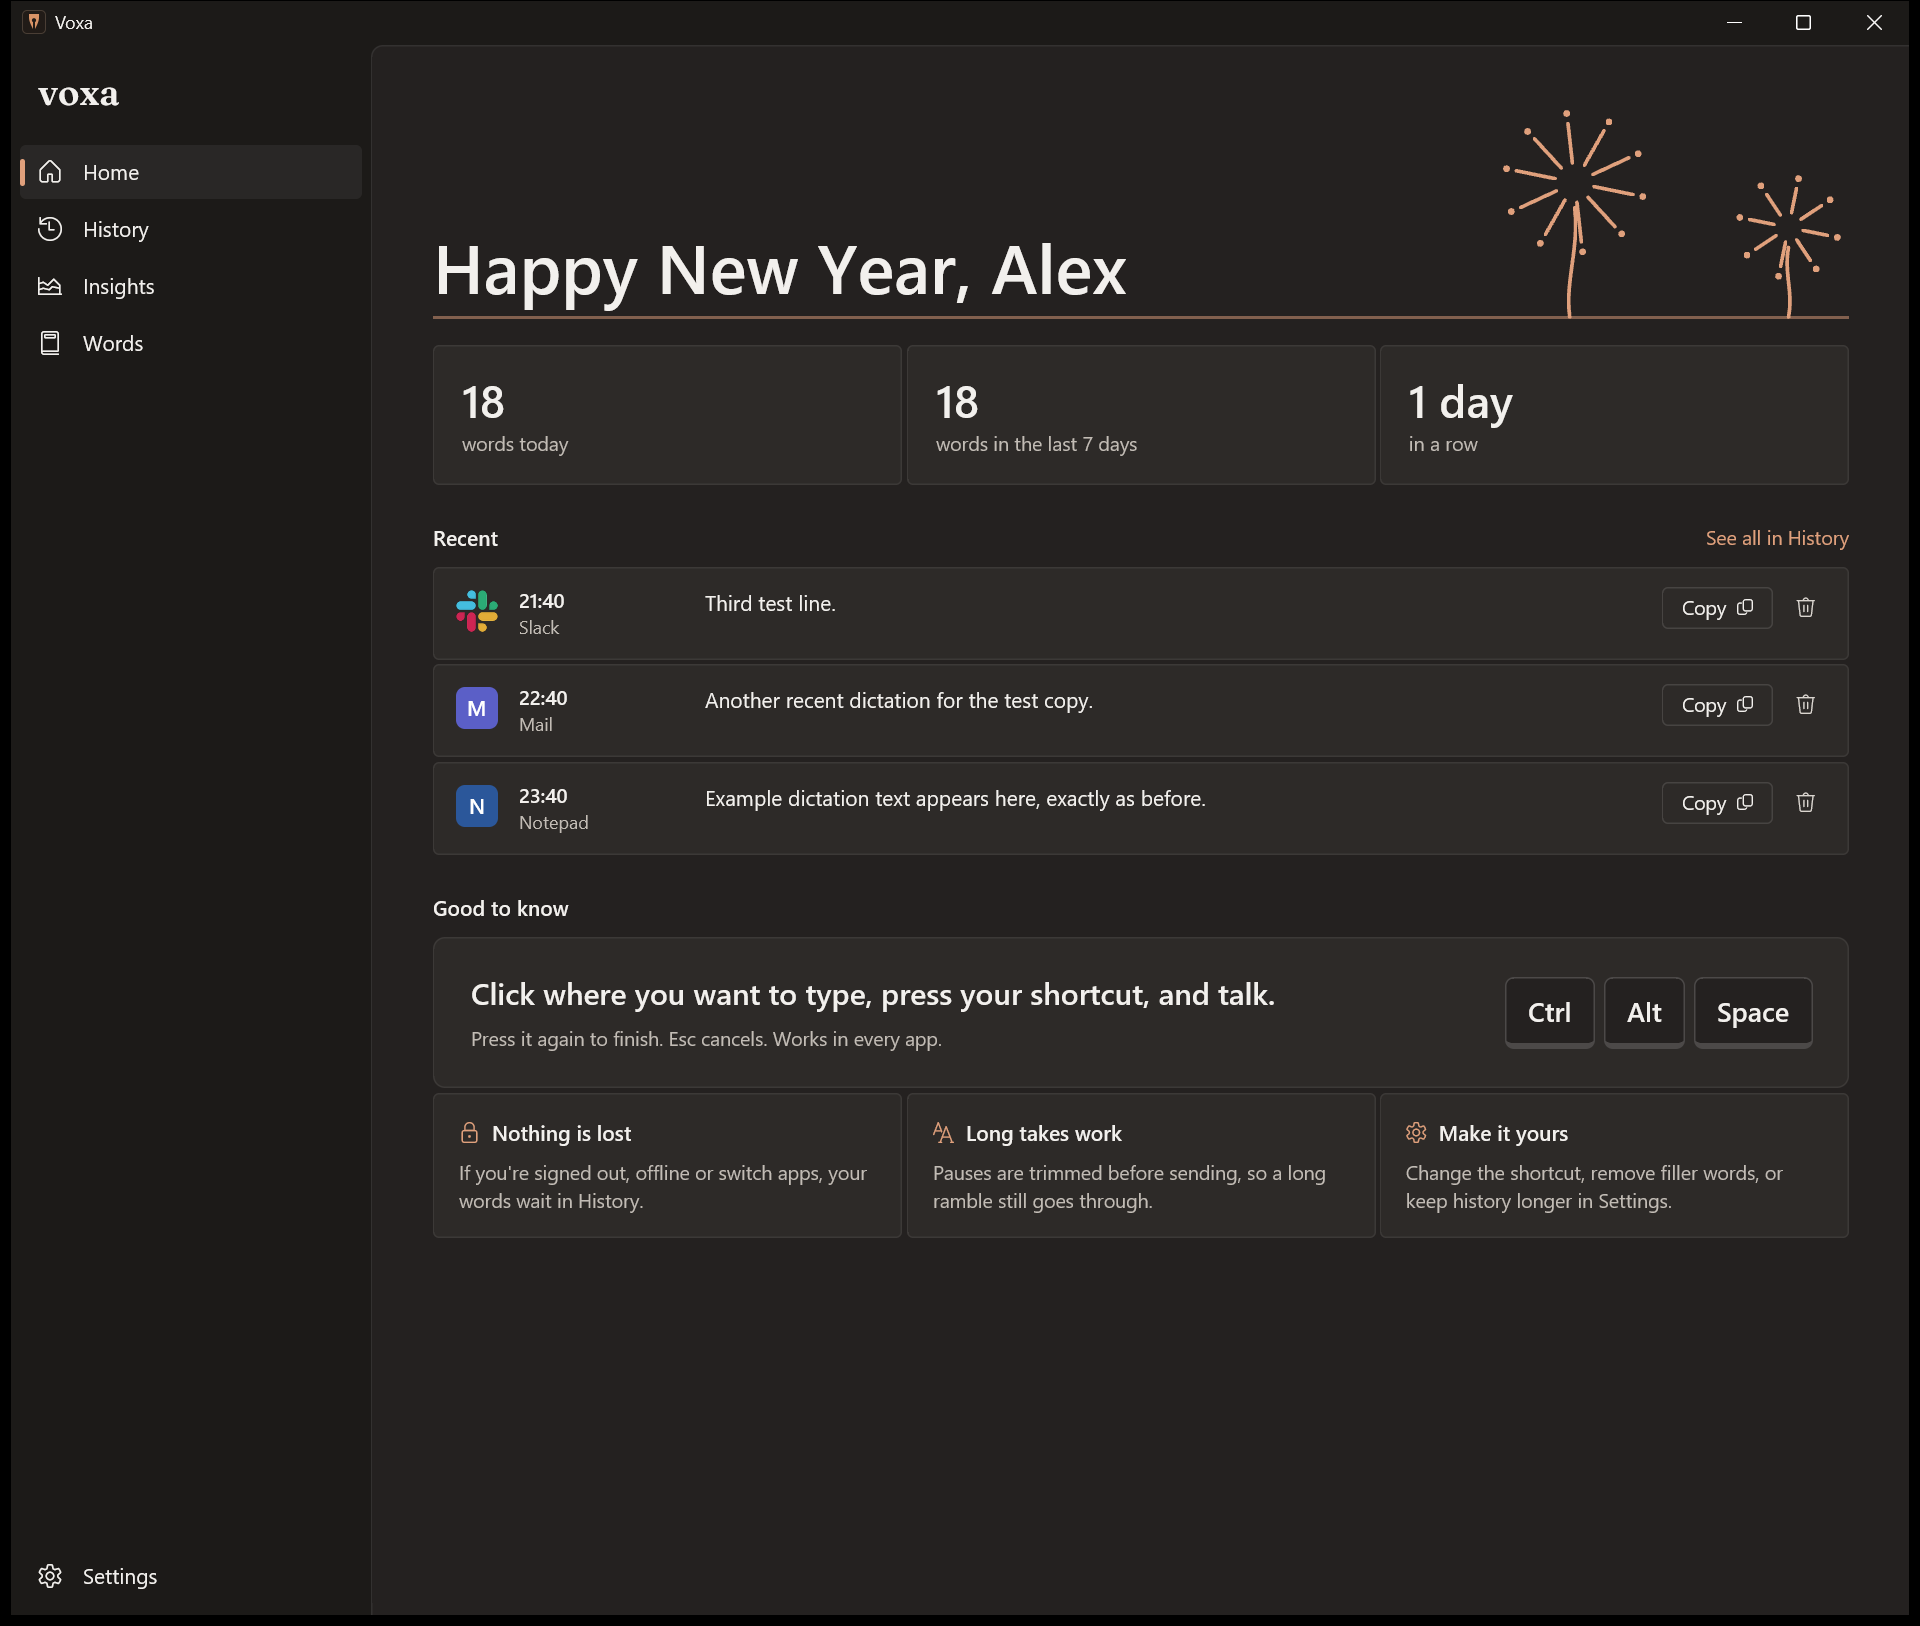 Voxa
voxa
Home
History
Insights
Words
Settings
Happy New Year, Alex
18
words today
18
words in the last 7 days
1 day
in a row
Recent
See all in History
21:40
Slack
Third test line.
Copy
M
22:40
Mail
Another recent dictation for the test copy.
Copy
N
23:40
Notepad
Example dictation text appears here, exactly as before.
Copy
Good to know
Click where you want to type, press your shortcut, and talk.
Press it again to finish. Esc cancels. Works in every app.
Ctrl
Alt
Space
Nothing is lost
If you're signed out, offline or switch apps, your
words wait in History.
Long takes work
Pauses are trimmed before sending, so a long
ramble still goes through.
Make it yours
Change the shortcut, remove filler words, or
keep history longer in Settings.